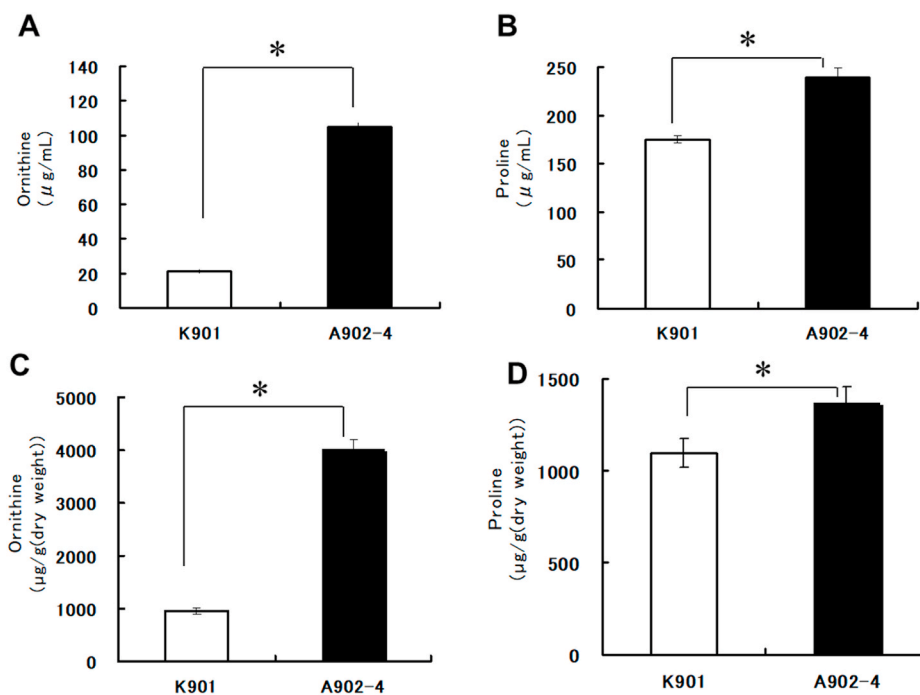 A
*
140
120
100
80
60
40
20
0
Ornithine
(μg/mL)
K901
A902-4
B
*
250
200
150
100
50
0
Proline
(μg/mL)
K901
A902-4
C
*
5000
4000
3000
2000
1000
0
Ornithine
(μg/g(dry weight))
K901
A902-4
D
*
1500
1000
500
0
Proline
(μg/g(dry weight))
K901
A902-4